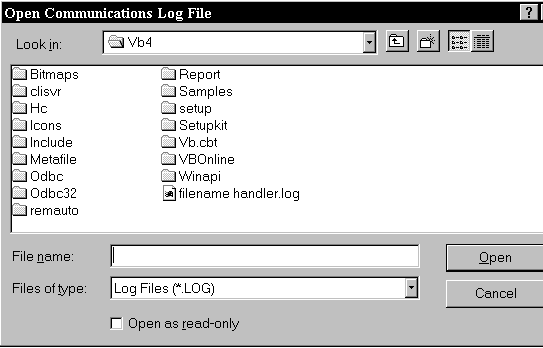 Open Communications Log File ?
Look in: Vb4
Bitmaps
clisvr
Hc
Icons
Include
Metafile
Odbc
Odbc32
remauto
Report
Samples
setup
Setupkit
Vb.cbt
VBOnline
Winapi
filename handler.log
File name:
Open
Files of type: Log Files (*.LOG)
Cancel
Open as read-only